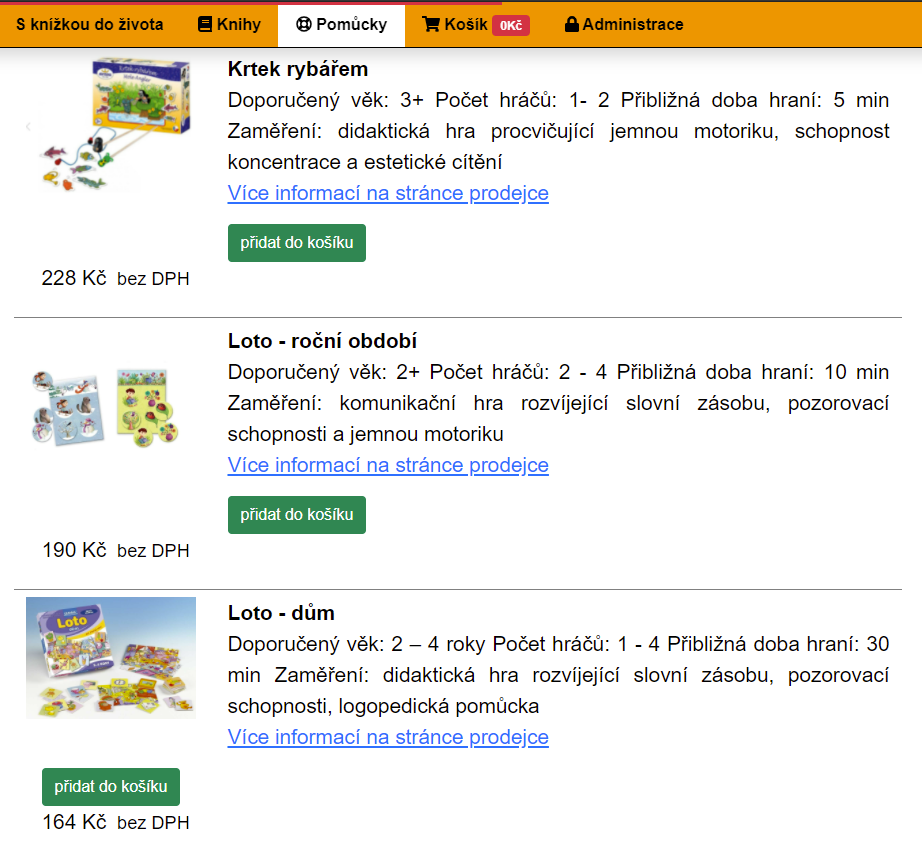 S knížkou do života Knihy Pomůcky Košík 0Kč Administrace
Krtek rybářem
Doporučený věk: 3+ Počet hráčů: 1- 2 Přibližná doba hraní: 5 min
Zaměření: didaktická hra procvičující jemnou motoriku, schopnost
koncentrace a estetické cítění
Více informací na stránce prodejce
přidat do košíku
228 Kč bez DPH
Loto - roční období
Doporučený věk: 2+ Počet hráčů: 2 - 4 Přibližná doba hraní: 10 min
Zaměření: komunikační hra rozvíjející slovní zásobu, pozorovací
schopnosti a jemnou motoriku
Více informací na stránce prodejce
přidat do košíku
190 Kč bez DPH
Loto
Loto - dům
Doporučený věk: 2 – 4 roky Počet hráčů: 1 - 4 Přibližná doba hraní: 30
min Zaměření: didaktická hra rozvíjející slovní zásobu, pozorovací
schopnosti, logopedická pomůcka
Více informací na stránce prodejce
přidat do košíku
164 Kč bez DPH